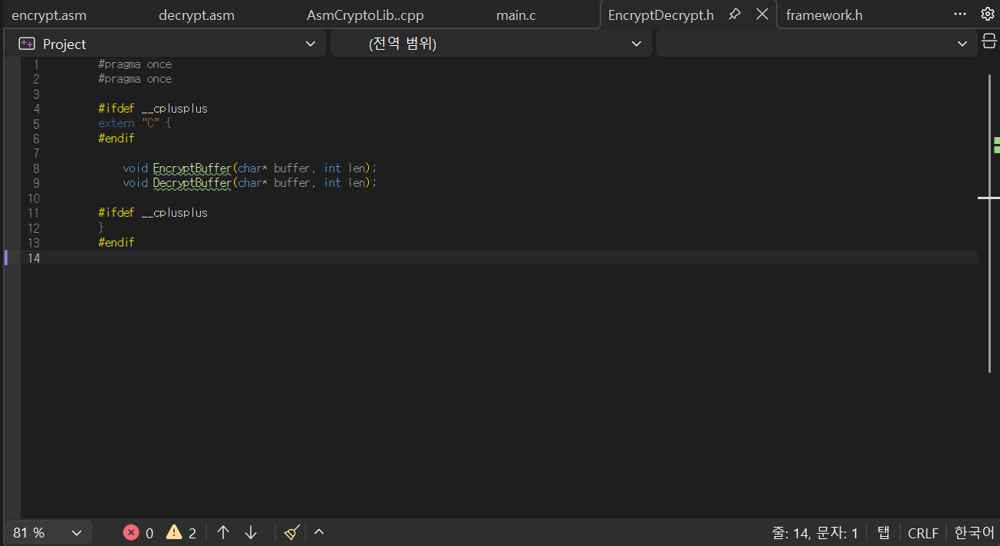 encrypt.asm decrypt.asm AsmCryptoLib..cpp main.c EncryptDecrypt.h framework.h ...
Project (전역 범위)
1 #pragma once
2 #pragma once
3
4 #ifdef __cplusplus
5 extern "C" {
6 #endif
7
8 void EncryptBuffer(char* buffer, int len);
9 void DecryptBuffer(char* buffer, int len);
10
11 #ifdef __cplusplus
12 }
13 #endif
14
81 % 0 2 줄: 14, 문자: 1 탭 CRLF 한국어